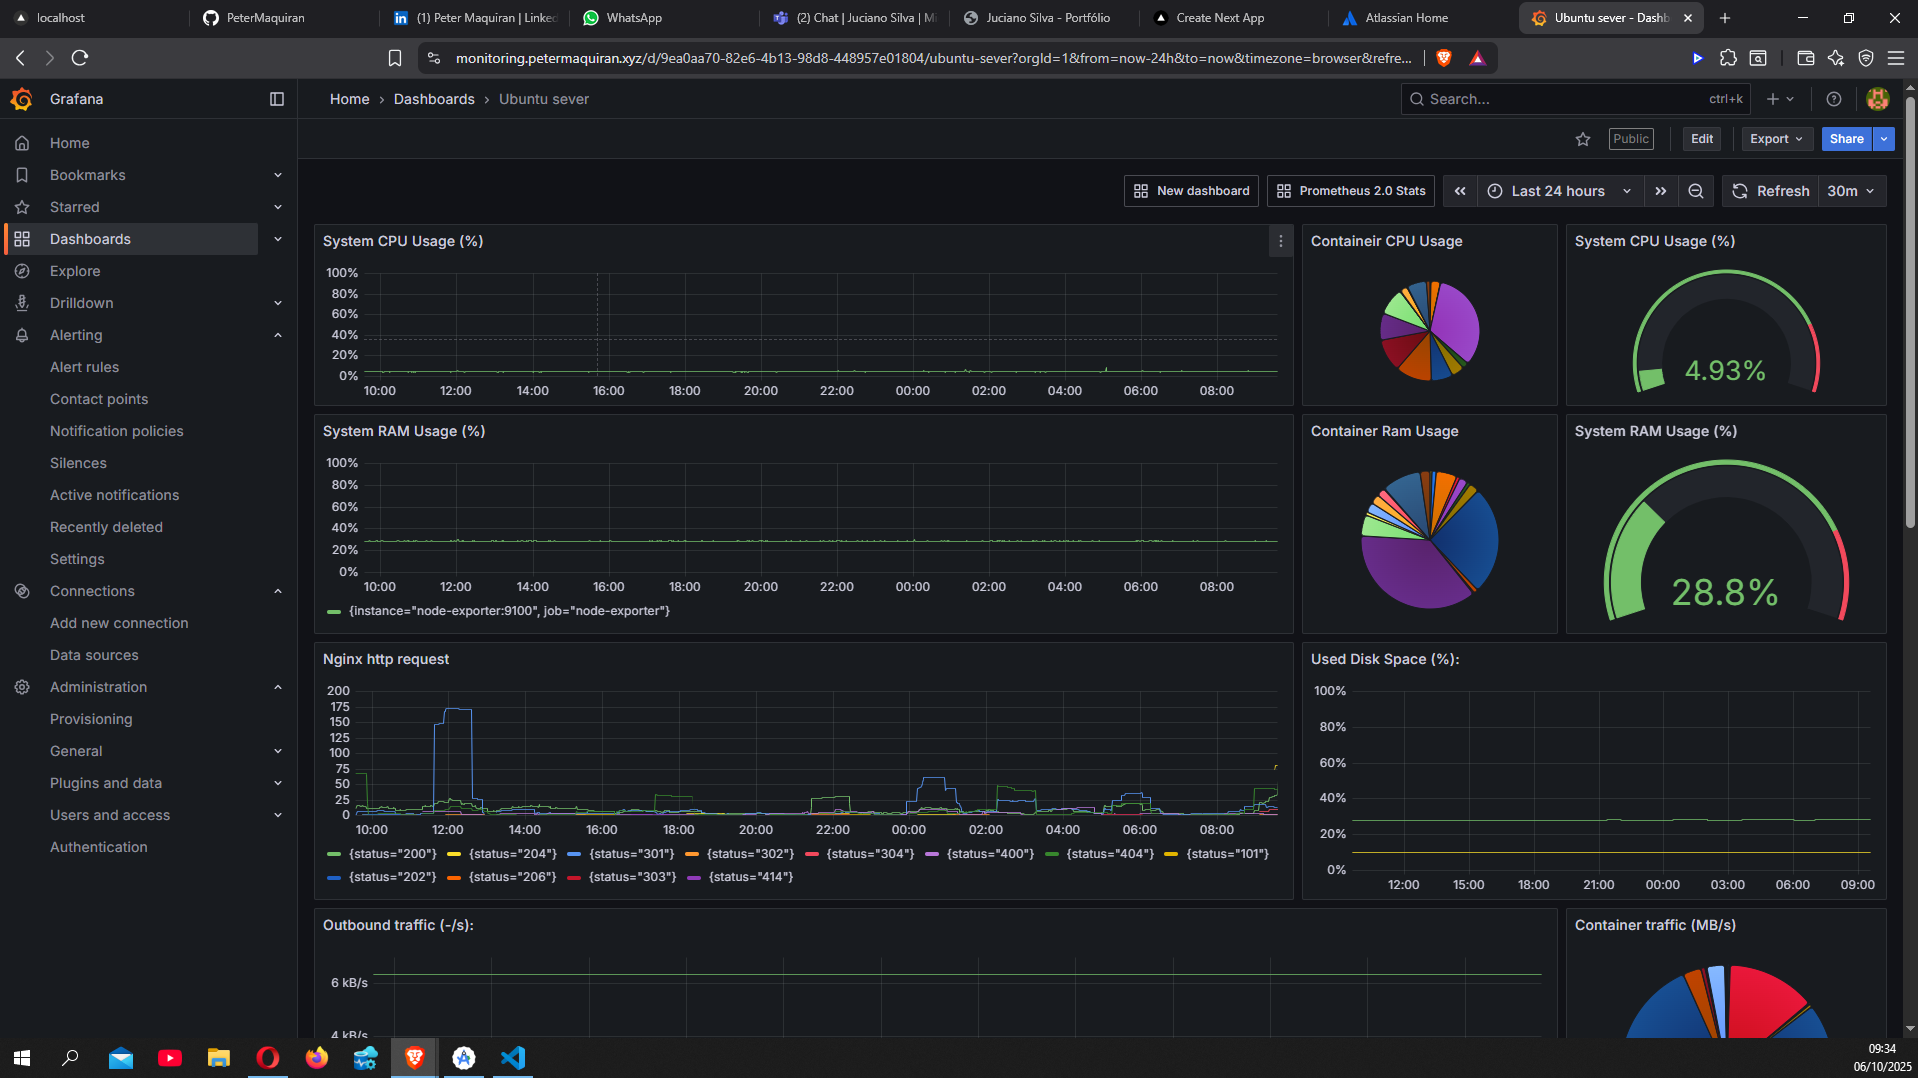 localhost
PeterMaquiran
(1) Peter Maquiran | Linke
WhatsApp
(2) Chat | Juciano Silva | M
Juciano Silva - Portfólio
Create Next App
Atlassian Home
Ubuntu sever - Dashb
monitoring.petermaquiran.xyz/d/9ea0aa70-82e6-4b13-98d8-448957e01804/ubuntu-sever?orgId=1&from=now-24h&to=now&timezone=browser&refre...
Grafana
Home › Dashboards › Ubuntu sever
Search... ctrl+k
Public Edit Export Share
Home
Bookmarks
Starred
Dashboards
Explore
Drilldown
Alerting
Alert rules
Contact points
Notification policies
Silences
Active notifications
Recently deleted
Settings
Connections
Add new connection
Data sources
Administration
Provisioning
General
Plugins and data
Users and access
Authentication
New dashboard Prometheus 2.0 Stats Last 24 hours Refresh 30m
System CPU Usage (%)
100%
80%
60%
40%
20%
0%
10:00 12:00 14:00 16:00 18:00 20:00 22:00 00:00 02:00 04:00 06:00 08:00
Containeir CPU Usage
System CPU Usage (%)
4.93%
System RAM Usage (%)
100%
80%
60%
40%
20%
0%
10:00 12:00 14:00 16:00 18:00 20:00 22:00 00:00 02:00 04:00 06:00 08:00
{instance="node-exporter:9100", job="node-exporter"}
Container Ram Usage
System RAM Usage (%)
28.8%
Nginx http request
200
175
150
125
100
75
50
25
0
10:00 12:00 14:00 16:00 18:00 20:00 22:00 00:00 02:00 04:00 06:00 08:00
{status="200"} {status="204"} {status="301"} {status="302"} {status="304"} {status="400"} {status="404"} {status="101"}
{status="202"} {status="206"} {status="303"} {status="414"}
Used Disk Space (%):
100%
80%
60%
40%
20%
0%
12:00 15:00 18:00 21:00 00:00 03:00 06:00 09:00
Outbound traffic (-/s):
6 kB/s
4 kB/s
Container traffic (MB/s)
09:34
06/10/2025